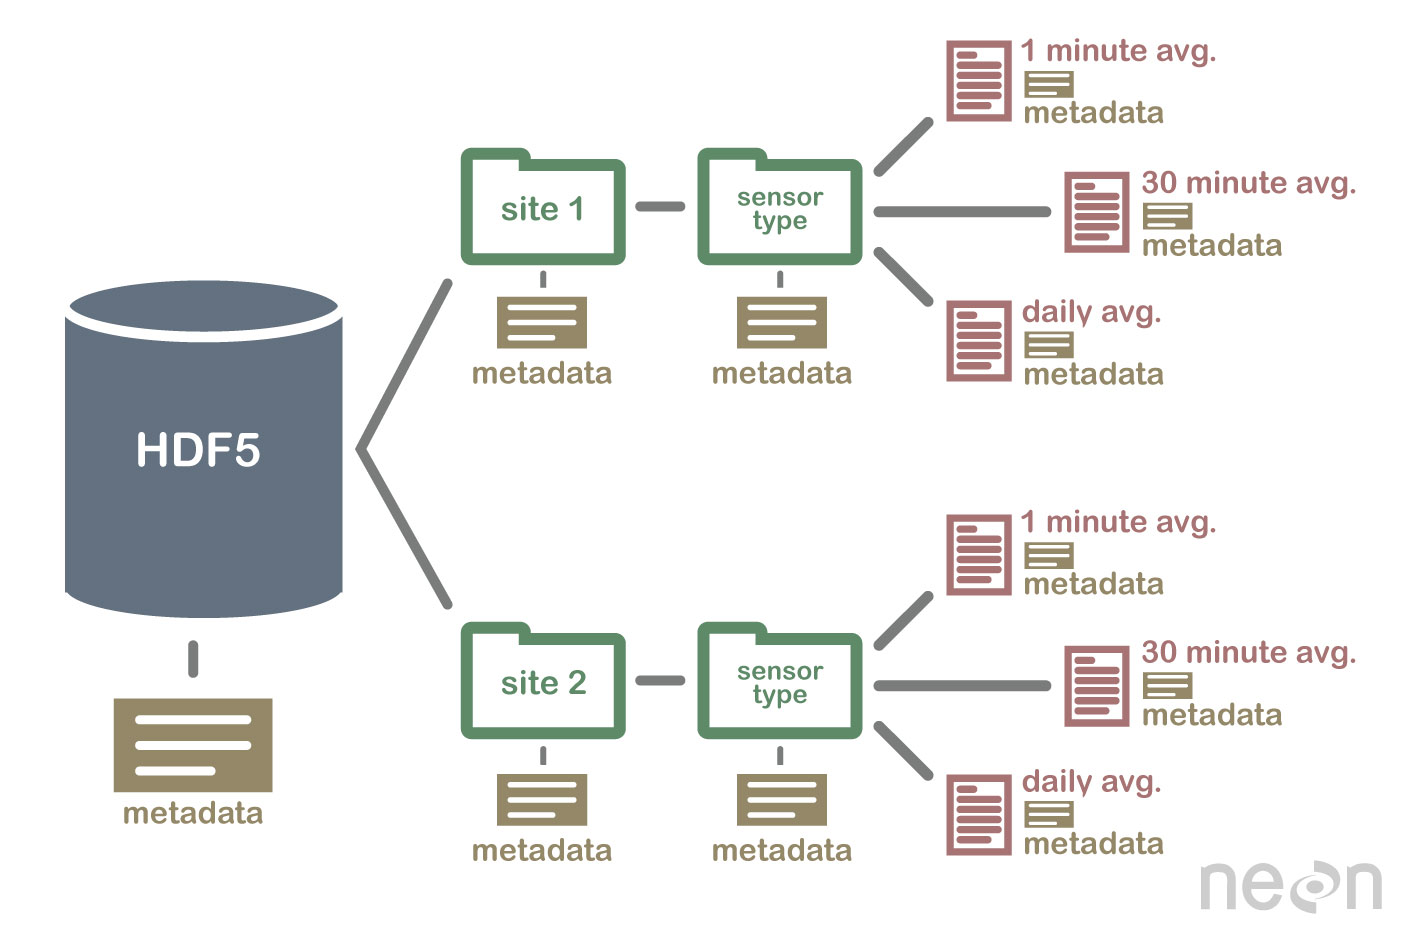 HDF5
metadata
site 1
metadata
sensor
type
metadata
1 minute avg.
metadata
30 minute avg.
metadata
daily avg.
metadata
site 2
metadata
sensor
type
metadata
1 minute avg.
metadata
30 minute avg.
metadata
daily avg.
metadata
neon